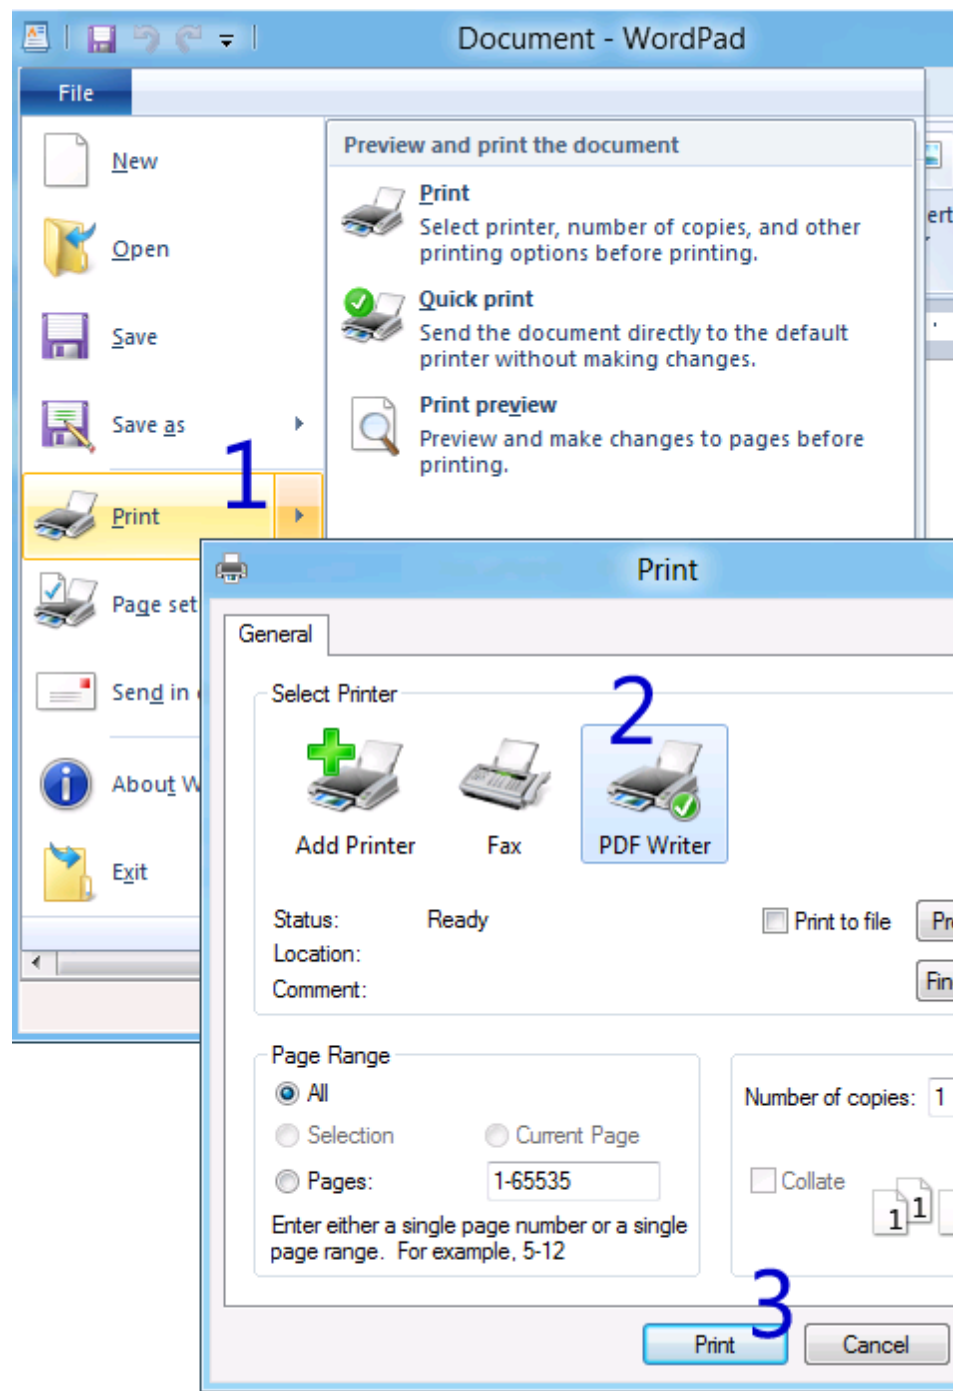 Document - WordPad
File
New
Open
Save
Save as
1
Print
Page set
Send in
About W
Exit
Preview and print the document
Print
Select printer, number of copies, and other
printing options before printing.
Quick print
Send the document directly to the default
printer without making changes.
Print preview
Preview and make changes to pages before
printing.
ert
Print
General
Select Printer
2
Add Printer Fax PDF Writer
Status: Ready
Print to file Pr
Location:
Fin
Comment:
Page Range
All
Selection Current Page
Pages: 1-65535
Enter either a single page number or a single
page range. For example, 5-12
Number of copies: 1
Collate
1 1
3
Print Cancel